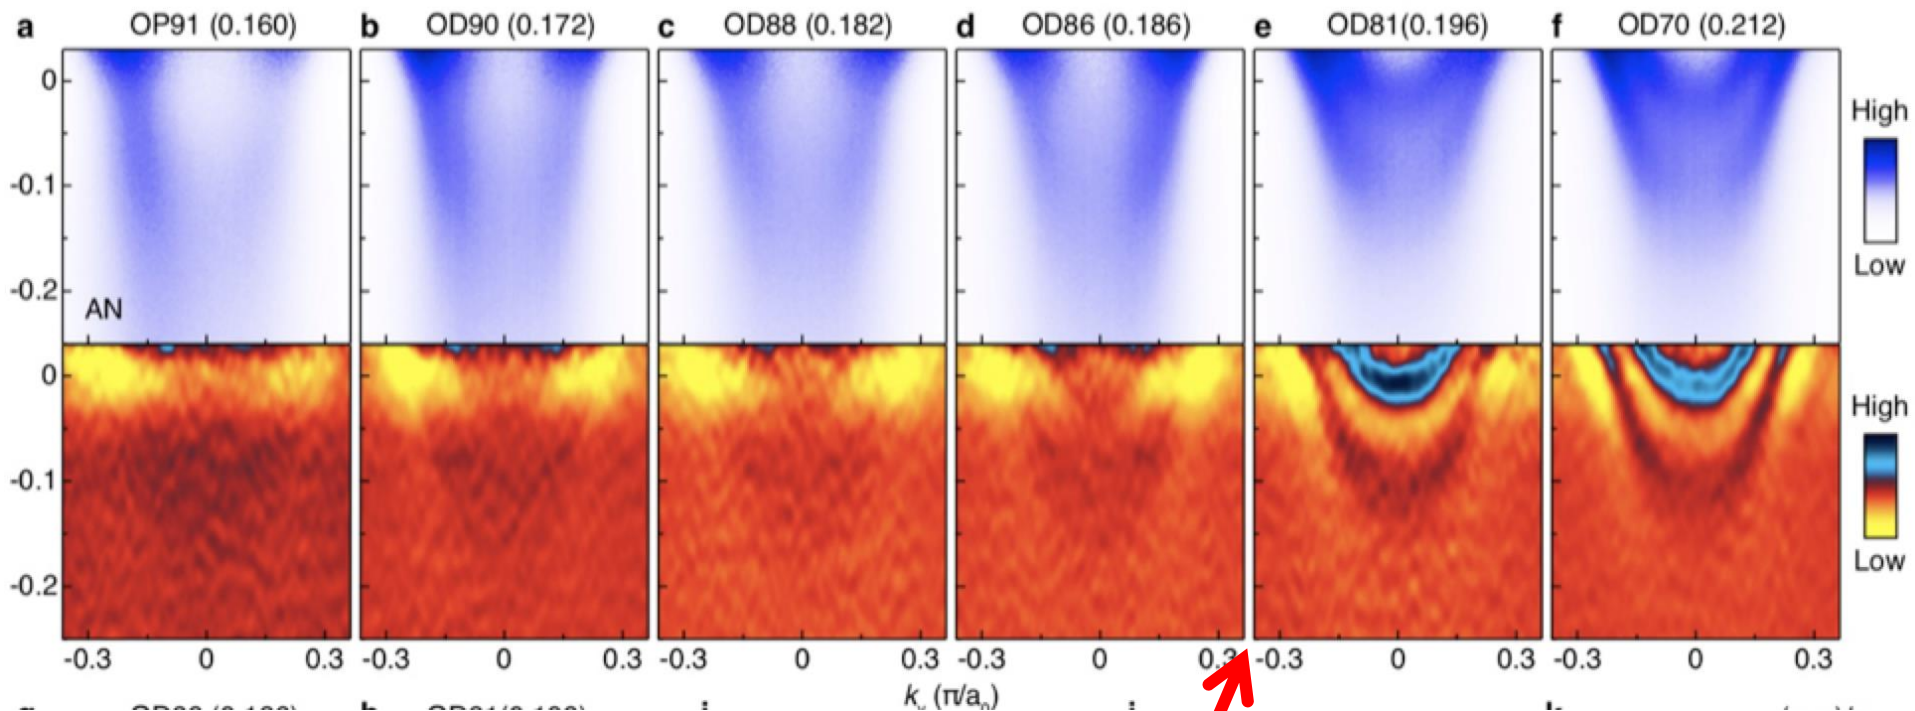 a OP91 (0.160) b OD90 (0.172) c OD88 (0.182) d OD86 (0.186) e OD81(0.196) f OD70 (0.212)
0
High
-0.1
Low
-0.2
AN
0
High
-0.1
Low
-0.2
-0.3 0 0.3 -0.3 0 0.3 -0.3 0 0.3 -0.3 0 0.3 -0.3 0 0.3 -0.3 0 0.3
(π/a